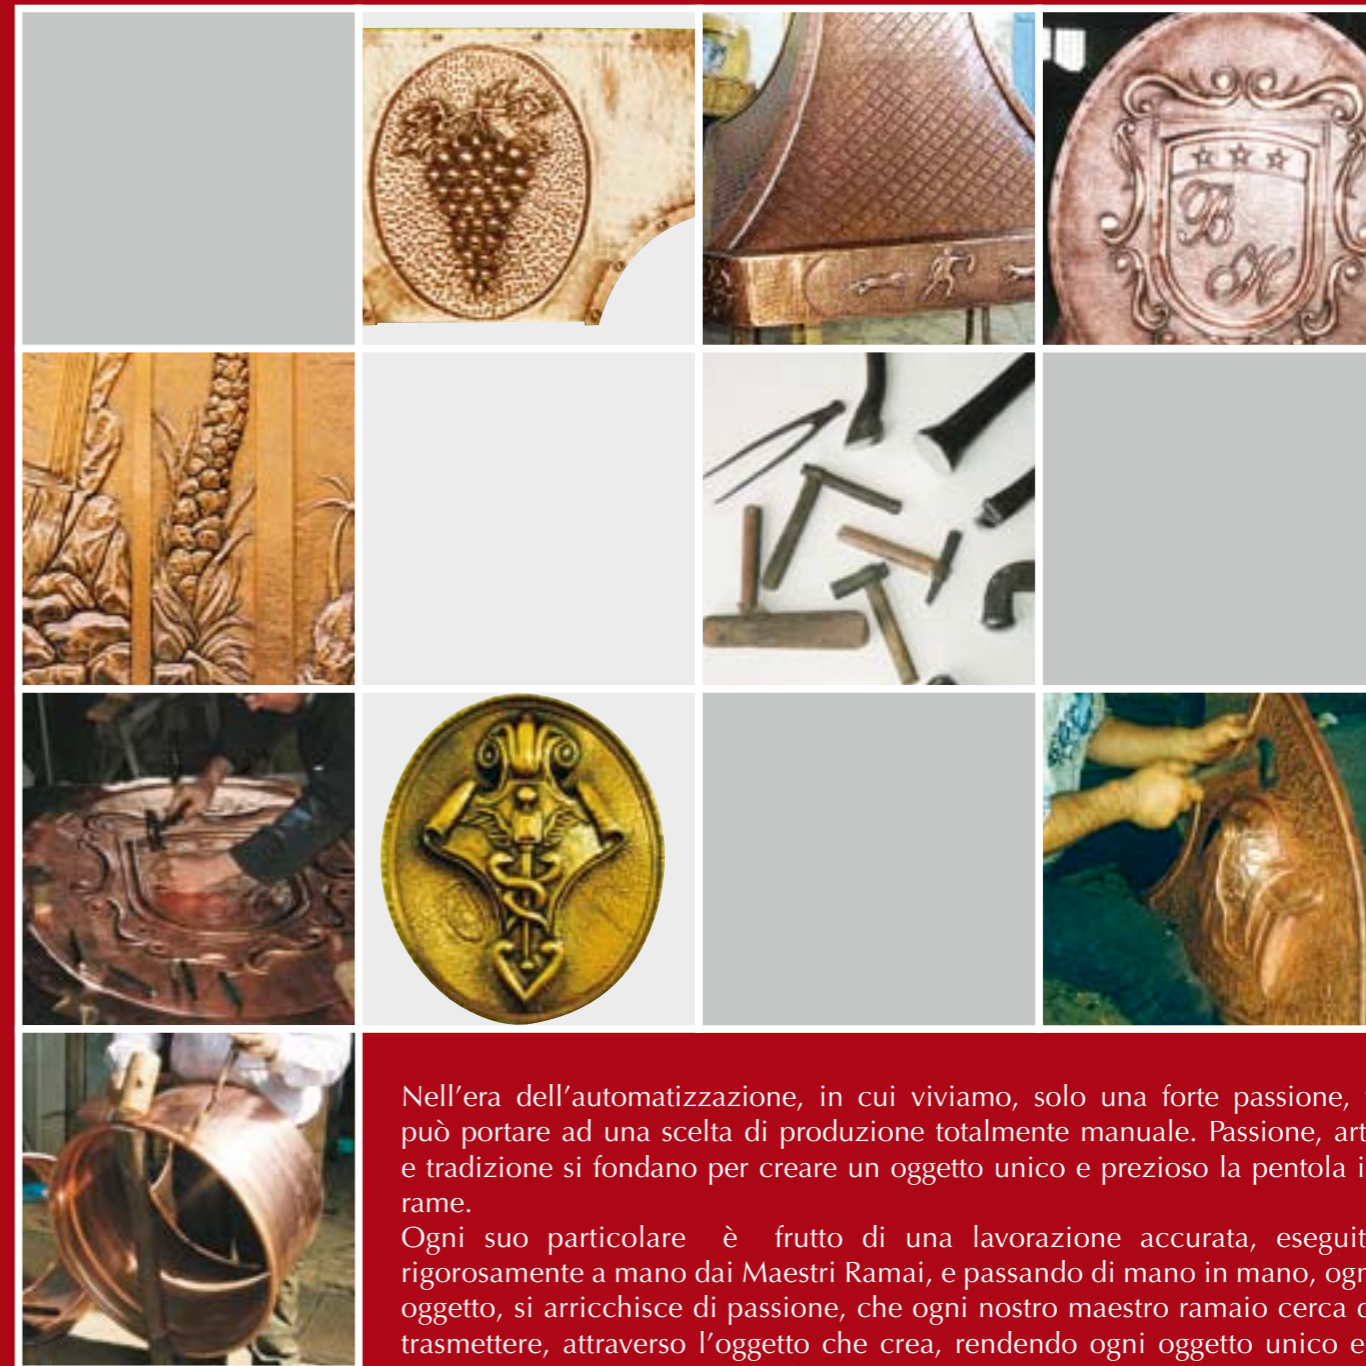 B
H
Nell’era dell’automatizzazione, in cui viviamo, solo una forte passione,
può portare ad una scelta di produzione totalmente manuale. Passione, art
e tradizione si fondano per creare un oggetto unico e prezioso la pentola i
rame.
Ogni suo particolare è frutto di una lavorazione accurata, eseguit
rigorosamente a mano dai Maestri Ramai, e passando di mano in mano, ogn
oggetto, si arricchisce di passione, che ogni nostro maestro ramaio cerca d
trasmettere, attraverso l’oggetto che crea, rendendo ogni oggetto unico e